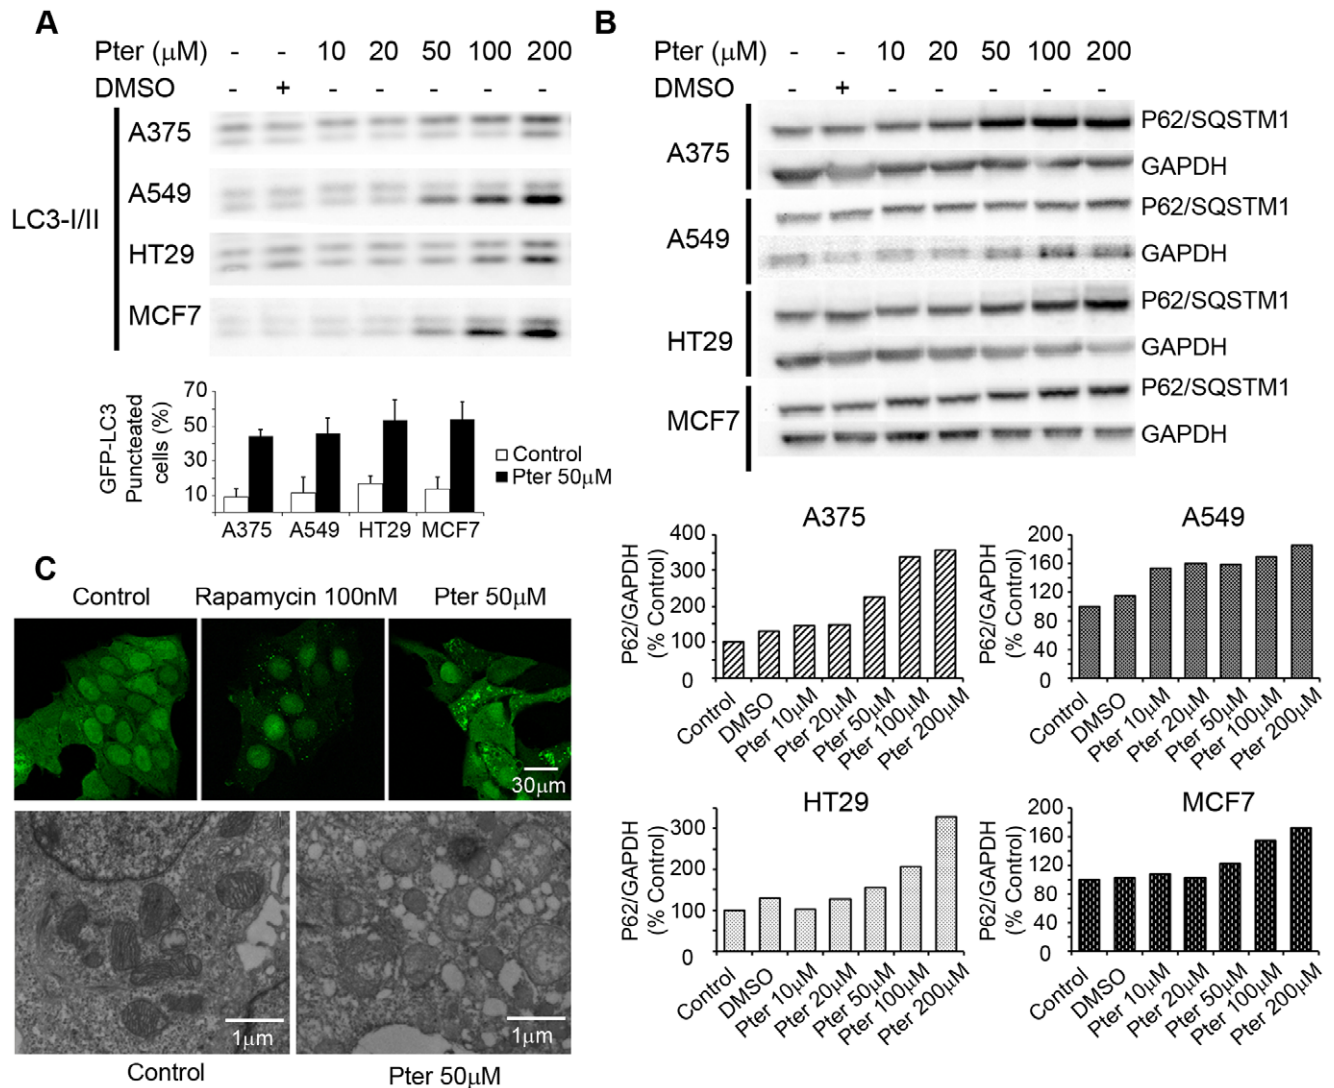 A
Pter (μM) - - 10 20 50 100 200
DMSO - + - - - - -
LC3-I/II
A375
A549
HT29
MCF7
GFP-LC3
Puncteated
cells (%)
70
50
30
10
A375 A549 HT29 MCF7
Control
Pter 50μM
B
Pter (μM) - - 10 20 50 100 200
DMSO - + - - - - -
A375
P62/SQSTM1
GAPDH
A549
P62/SQSTM1
GAPDH
HT29
P62/SQSTM1
GAPDH
MCF7
P62/SQSTM1
GAPDH
A375
P62/GAPDH
(% Control)
400
300
200
100
0
Control
DMSO
Pter 10μM
Pter 20μM
Pter 50μM
Pter 100μM
Pter 200μM
A549
P62/GAPDH
(% Control)
200
160
120
80
40
0
Control
DMSO
Pter 10μM
Pter 20μM
Pter 50μM
Pter 100μM
Pter 200μM
HT29
P62/GAPDH
(% Control)
300
200
100
0
Control
DMSO
Pter 10μM
Pter 20μM
Pter 50μM
Pter 100μM
Pter 200μM
MCF7
P62/GAPDH
(% Control)
200
160
120
80
40
0
Control
DMSO
Pter 10μM
Pter 20μM
Pter 50μM
Pter 100μM
Pter 200μM
C
Control Rapamycin 100nM Pter 50μM
30μm
1μm
1μm
Control Pter 50μM